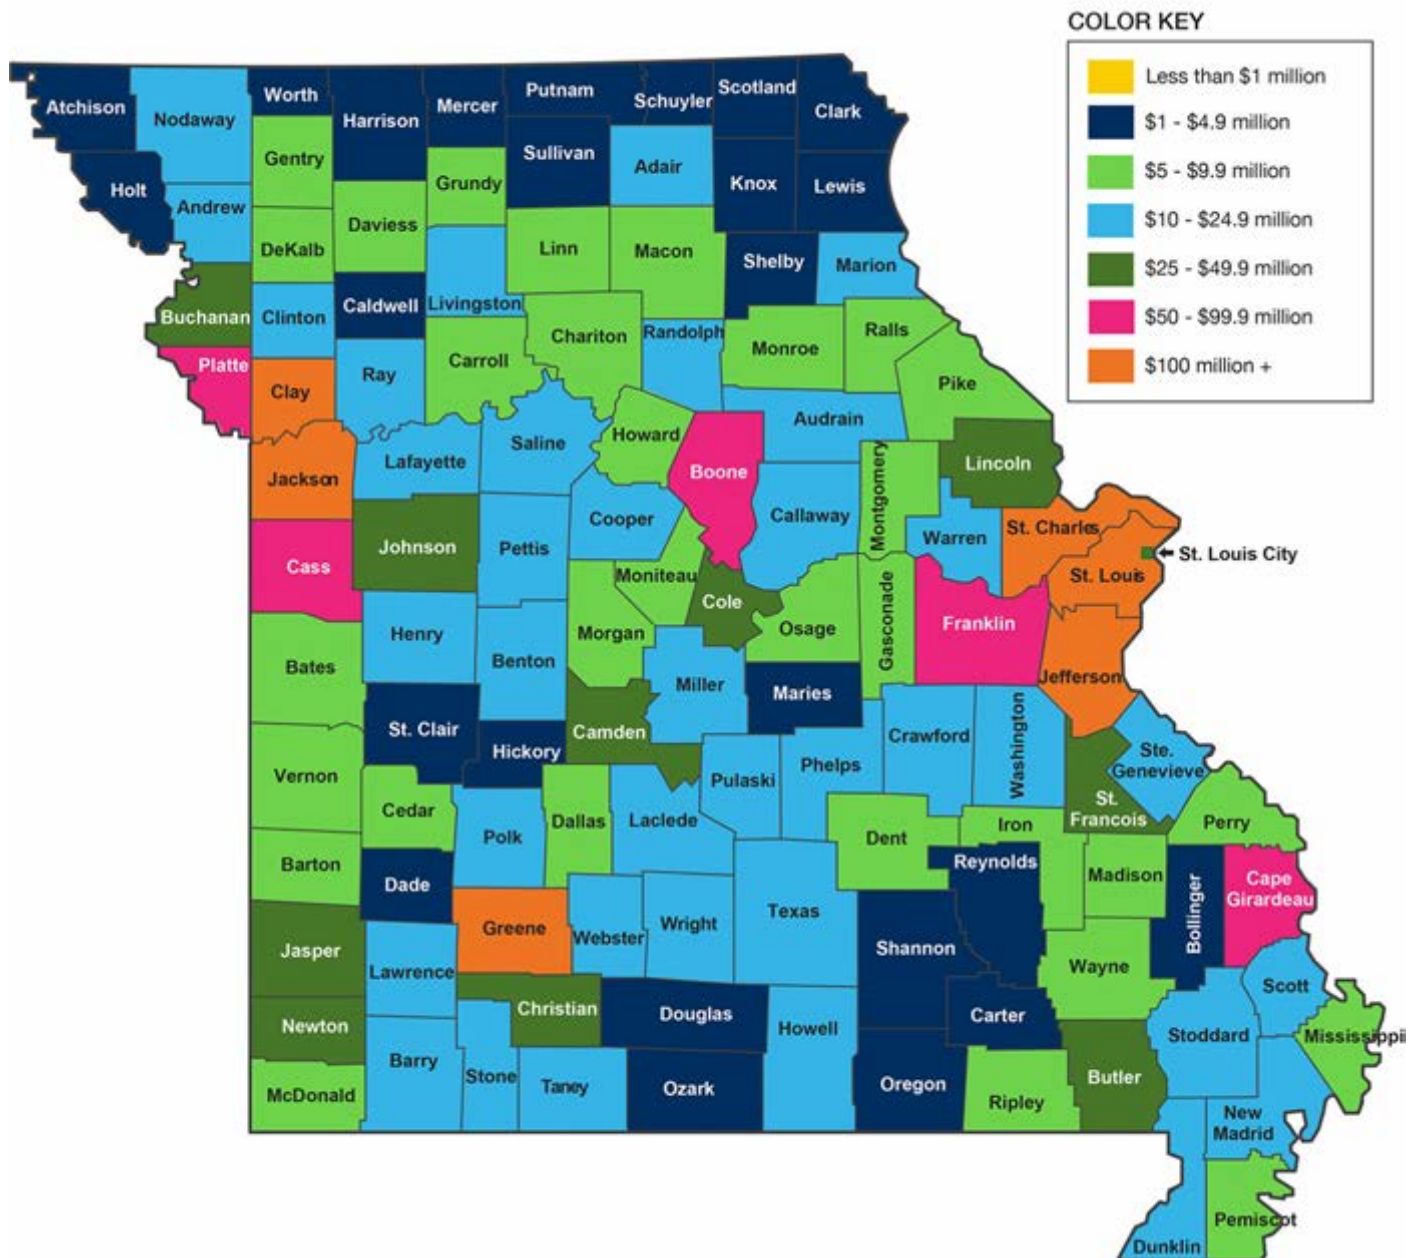 COLOR KEY
Less than $1 million
$1 - $4.9 million
$5 - $9.9 million
$10 - $24.9 million
$25 - $49.9 million
$50 - $99.9 million
$100 million +
Atchison
Nodaway
Worth
Harrison
Mercer
Putnam
Schuyler
Scotland
Clark
Gentry
Sullivan
Adair
Knox
Lewis
Holt
Andrew
Grundy
DeKalb
Daviess
Linn
Macon
Shelby
Marion
Buchanan
Clinton
Caldwell
Livingston
Chariton
Randolph
Monroe
Ralls
Platte
Clay
Ray
Carroll
Pike
Jackson
Lafayette
Saline
Howard
Boone
Audrain
Montgomery
Lincoln
Cass
Johnson
Pettis
Cooper
Callaway
Warren
St. Charles
St. Louis City
St. Louis
Moniteau
Cole
Osage
Gasconade
Franklin
Jefferson
Bates
Henry
Benton
Morgan
Miller
Maries
St. Clair
Hickory
Camden
Pulaski
Phelps
Crawford
Washington
Ste.
Genevieve
St.
Francois
Perry
Vernon
Cedar
Polk
Dallas
Laclede
Dent
Iron
Reynolds
Madison
Bollinger
Cape
Girardeau
Barton
Dade
Greene
Webster
Wright
Texas
Shannon
Wayne
Scott
Jasper
Lawrence
Christian
Douglas
Howell
Carter
Stoddard
Mississippi
Newton
Barry
Stone
Taney
Ozark
Oregon
Ripley
Butler
McDonald
New
Madrid
Pemiscot
Dunklin